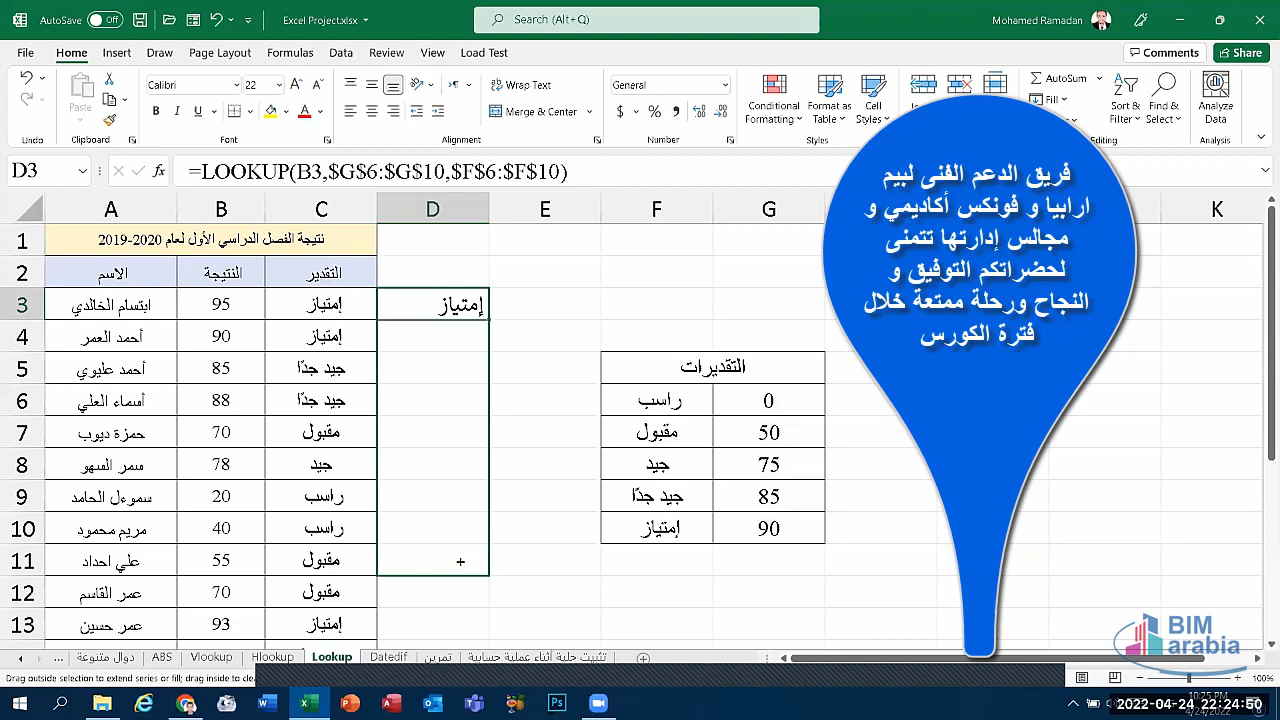 AutoSave Off Excel Project.xlsx Search (Alt+Q) Mohamed Ramadan
File Home Insert Draw Page Layout Formulas Data Review View Load Test Comments Share
Calibri 22 Wrap Text General AutoSum
Paste Merge & Center Conditional Formatting Format as Table Cell Styles Fill Sort & Filter Find & Select Analyze Data
Undo Clipboard Font Alignment Number Styles Editing Analysis
D3 =LOOKUP(B3,$G$6:$G$10,$F$6:$F$10)
A B C D E F G K
1 نتيجة الفصل الدراسي الأول لعام 2020-2019
2 الاسم النتيجة التقدير
3 ابتسام الخالدي 95 إمتياز إمتياز
4 أحمد العمر 90 إمتياز
5 أحمد عليوي 85 جيد جدًا التقديرات
6 أسماء العلي 88 جيد جدًا راسب 0
7 حمزة ديوب 70 مقبول مقبول 50
8 سمر السهو 78 جيد جيد 75
9 سموءل الحامد 20 راسب جيد جدًا 85
10 مريم محمود 40 راسب إمتياز 90
11 علي احداد 55 مقبول
12 عمر القاسم 70 مقبول
13 عمر حسين 93 إمتياز
فريق الدعم الفنى لبيم
ارابيا و فونكس أكاديمي و
مجالس إدارتها تتمنى
لحضراتكم التوفيق و
النجاح ورحلة ممتعة خلال
فترة الكورس
BIM
arabia
... دوال متنوعة ABS Vlookup Hlookup Lookup Datedif تمرين تثبيت خلية أثناء عملية حسابية
Drag outside selection to extend series or fill; drag inside to cle 100%
2022-04-24 22:24:50